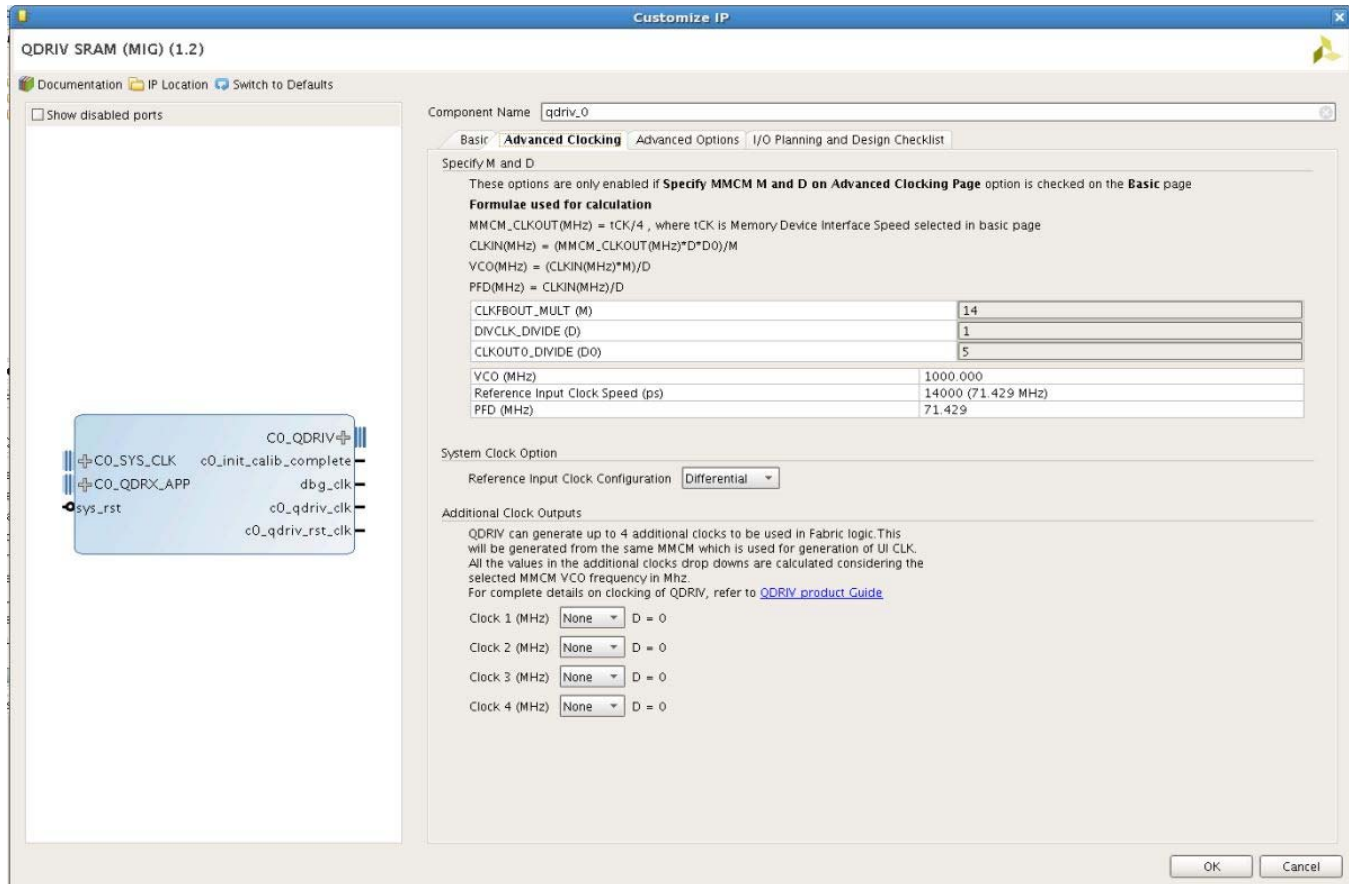 Customize IP
QDRIV SRAM (MIG) (1.2)
Documentation IP Location Switch to Defaults
Show disabled ports
C0_QDRIV
C0_SYS_CLK c0_init_calib_complete
C0_QDRX_APP dbg_clk
sys_rst c0_qdriv_clk
c0_qdriv_rst_clk
Component Name qdriv_0
Basic Advanced Clocking Advanced Options I/O Planning and Design Checklist
Specify M and D
These options are only enabled if Specify MMCM M and D on Advanced Clocking Page option is checked on the Basic page
Formulae used for calculation
MMCM_CLKOUT(MHz) = tCK/4 , where tCK is Memory Device Interface Speed selected in basic page
CLKIN(MHz) = (MMCM_CLKOUT(MHz)*D*D0)/M
VCO(MHz) = (CLKIN(MHz)*M)/D
PFD(MHz) = CLKIN(MHz)/D
CLKFBOUT_MULT (M) 14
DIVCLK_DIVIDE (D) 1
CLKOUT0_DIVIDE (D0) 5
VCO (MHz) 1000.000
Reference Input Clock Speed (ps) 14000 (71.429 MHz)
PFD (MHz) 71.429
System Clock Option
Reference Input Clock Configuration Differential
Additional Clock Outputs
QDRIV can generate up to 4 additional clocks to be used in Fabric logic.This
will be generated from the same MMCM which is used for generation of UI CLK.
All the values in the additional clocks drop downs are calculated considering the
selected MMCM VCO frequency in Mhz.
For complete details on clocking of QDRIV, refer to QDRIV product Guide
Clock 1 (MHz) None D = 0
Clock 2 (MHz) None D = 0
Clock 3 (MHz) None D = 0
Clock 4 (MHz) None D = 0
OK Cancel